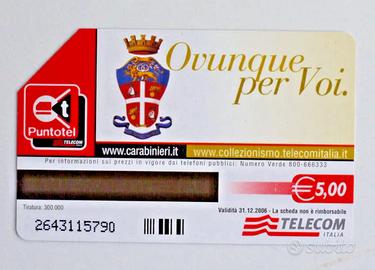 Ovunque
per Voi.
t
Puntotel
TELECOM
www.carabinieri.it
www.collezionismo.telecomitalia.it
Per informazioni sui prezzi in vigore dai telefoni pubblici: Numero Verde 800-666333
€5,00
Tiratura: 300.000
Validità 31.12.2006 - La scheda non è rimborsabile
2643115790
TELECOM
ITALIA
subito